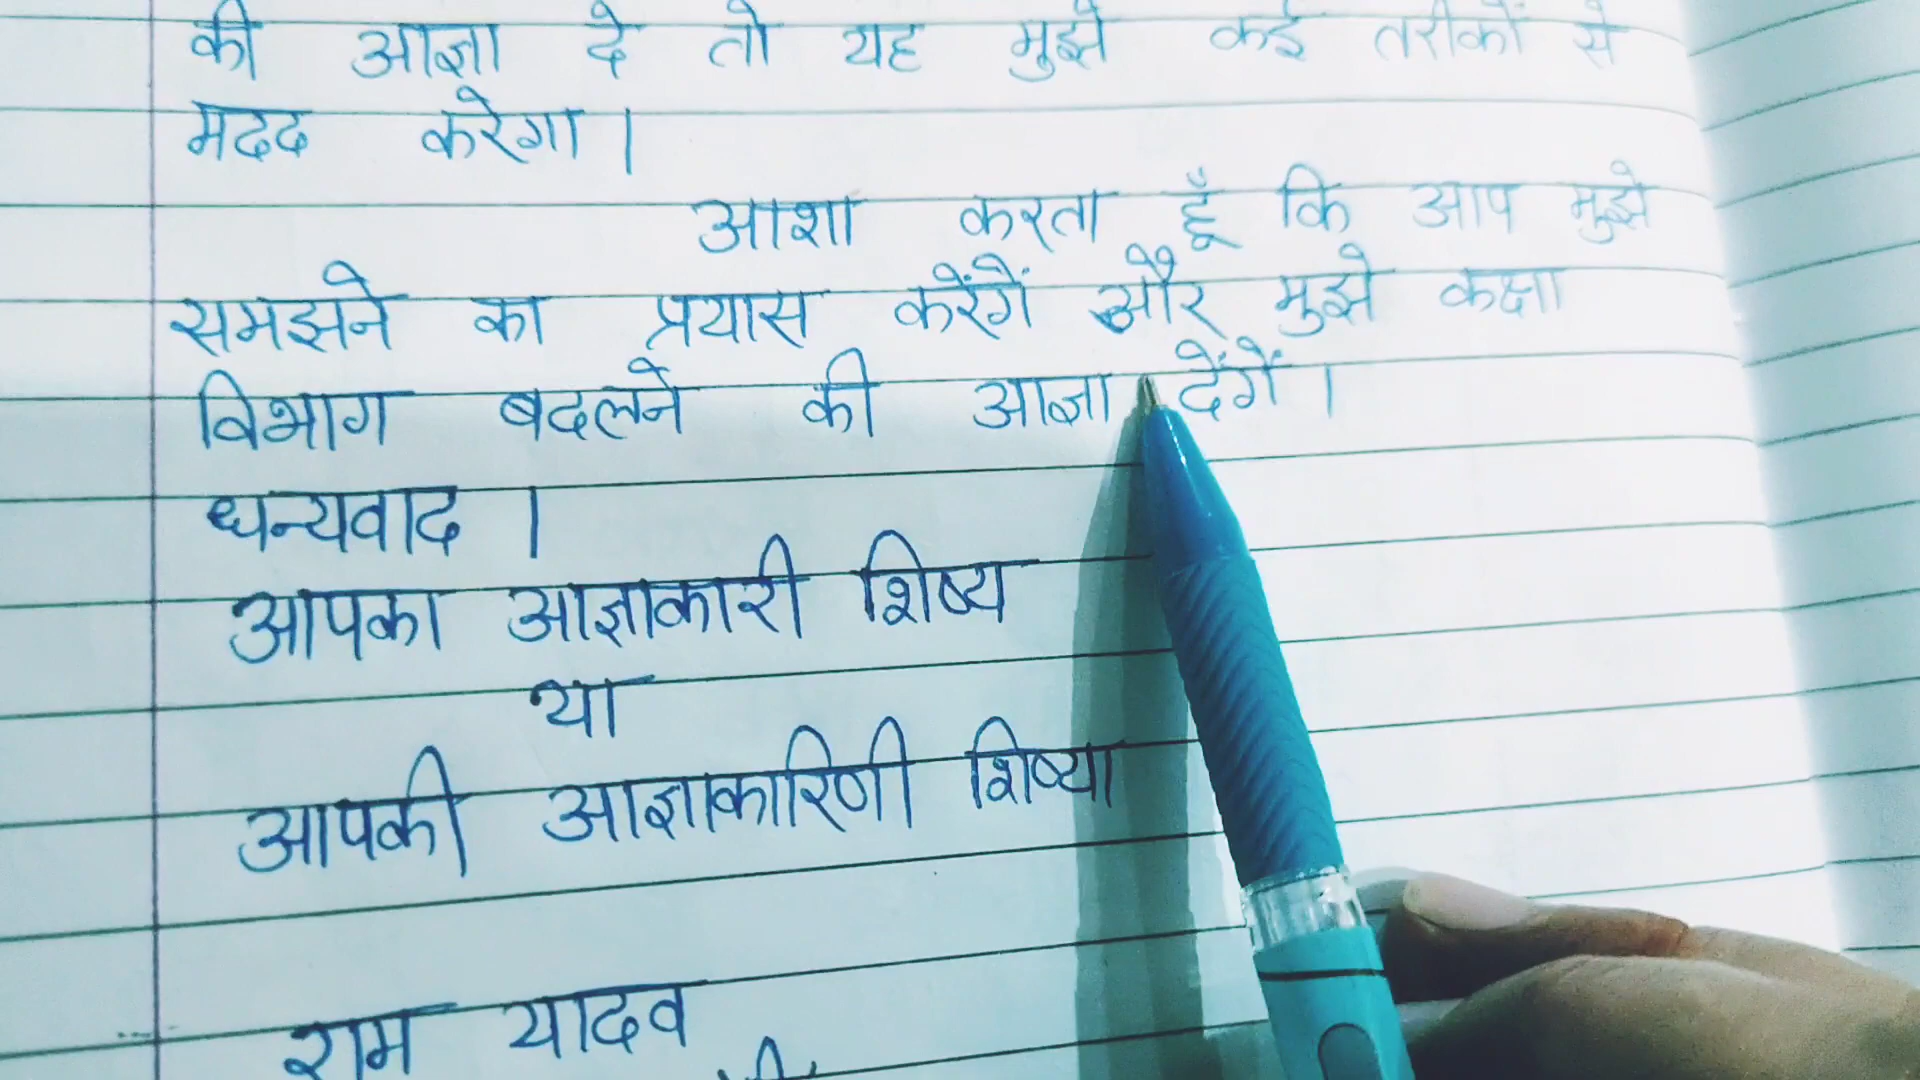 की आज्ञा दे तो यह मुझे कई तरीकों से
मदद करेगा।
आशा करता हूँ कि आप मुझे
समझने का प्रयास करेंगें और मुझे कक्षा
विभाग बदलने की आज्ञा देंगें।
धन्यवाद।
आपका आज्ञाकारी शिष्य
या
आपकी आज्ञाकारिणी शिष्या
राम यादव